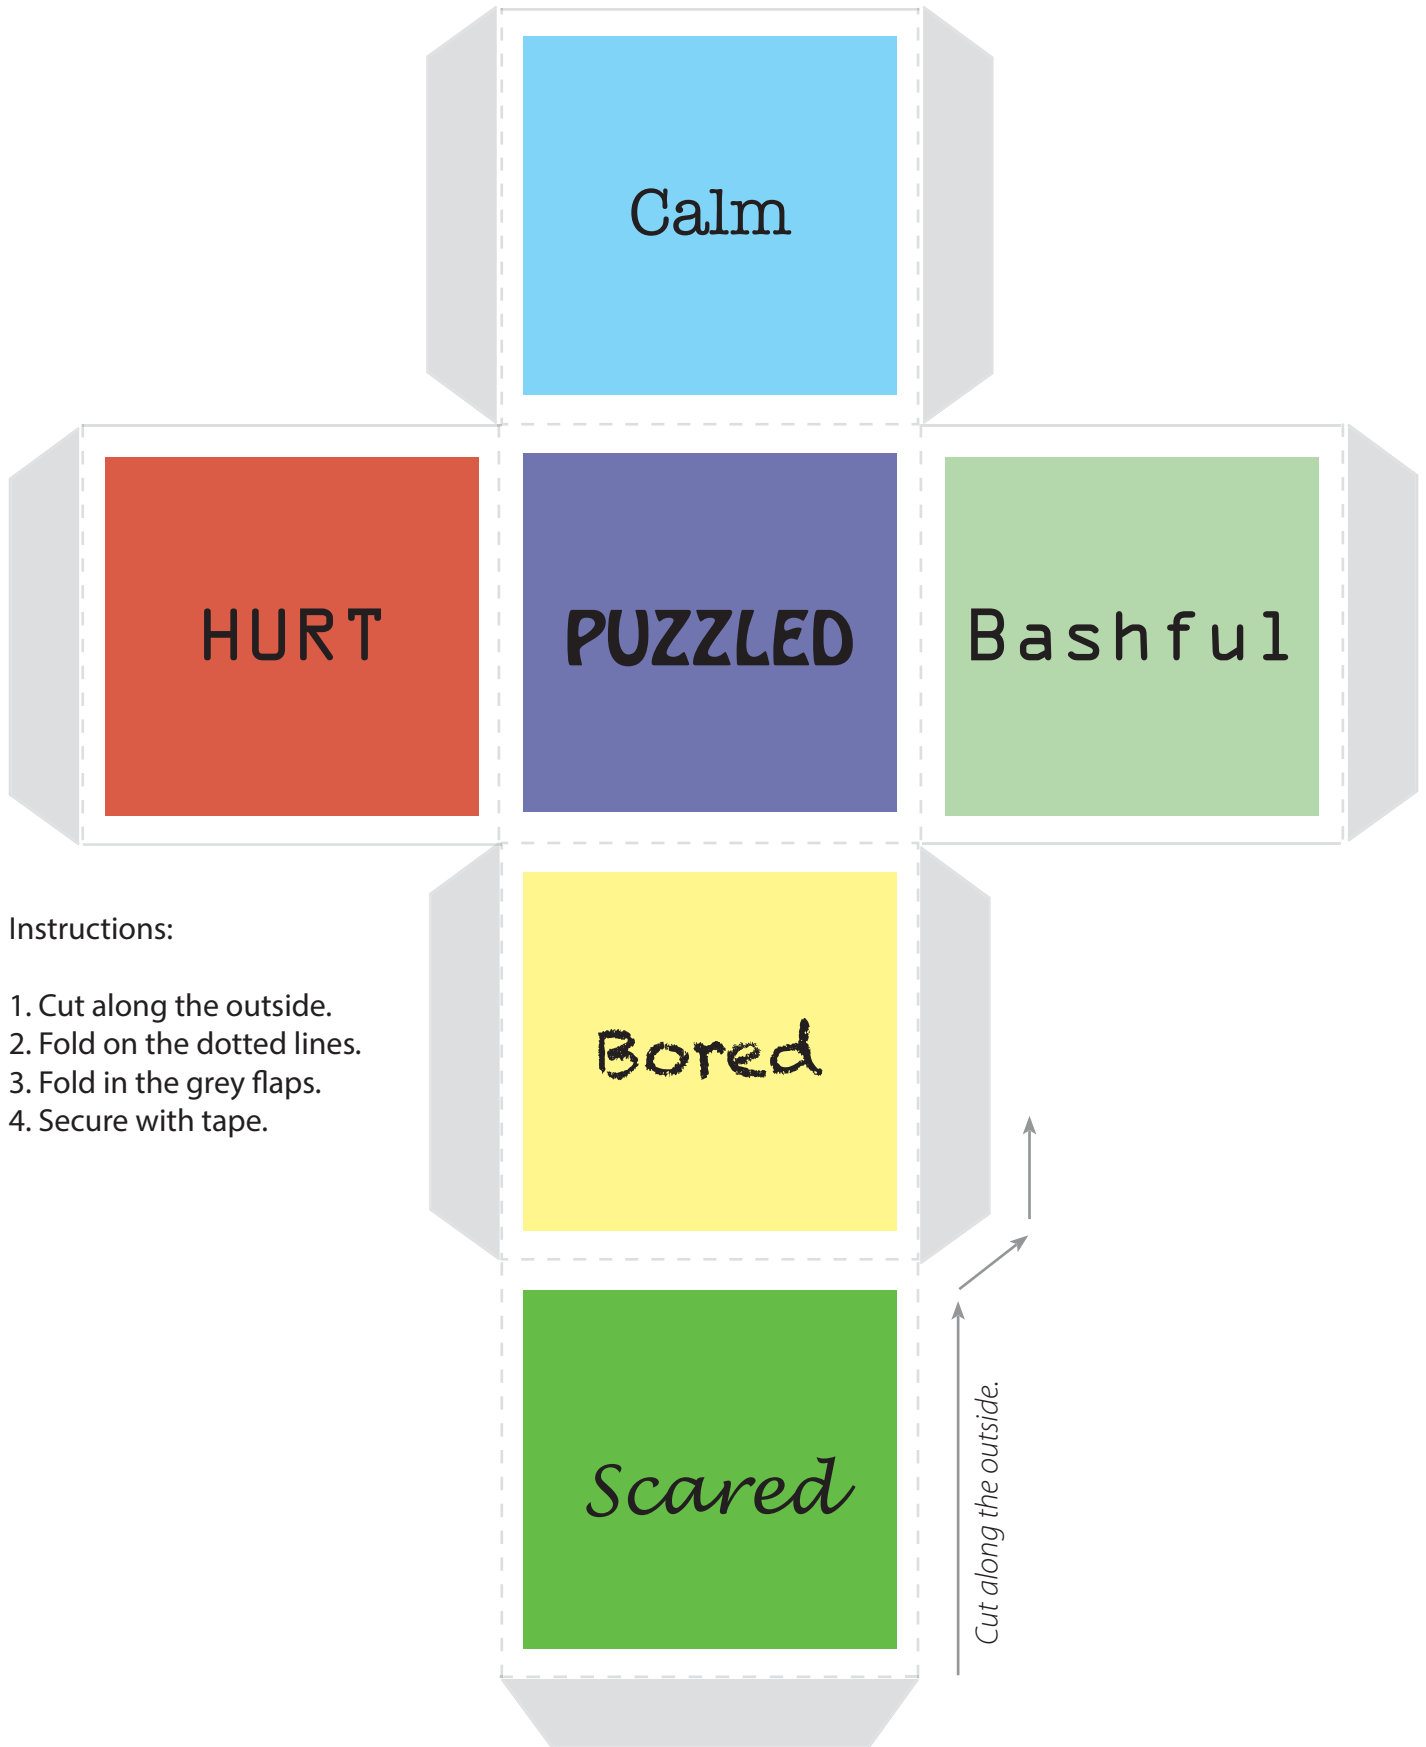 Calm
HURT
PUZZLED
Bashful
Instructions:
1. Cut along the outside.
2. Fold on the dotted lines.
3. Fold in the grey flaps.
4. Secure with tape.
Bored
Scared
Cut along the outside.